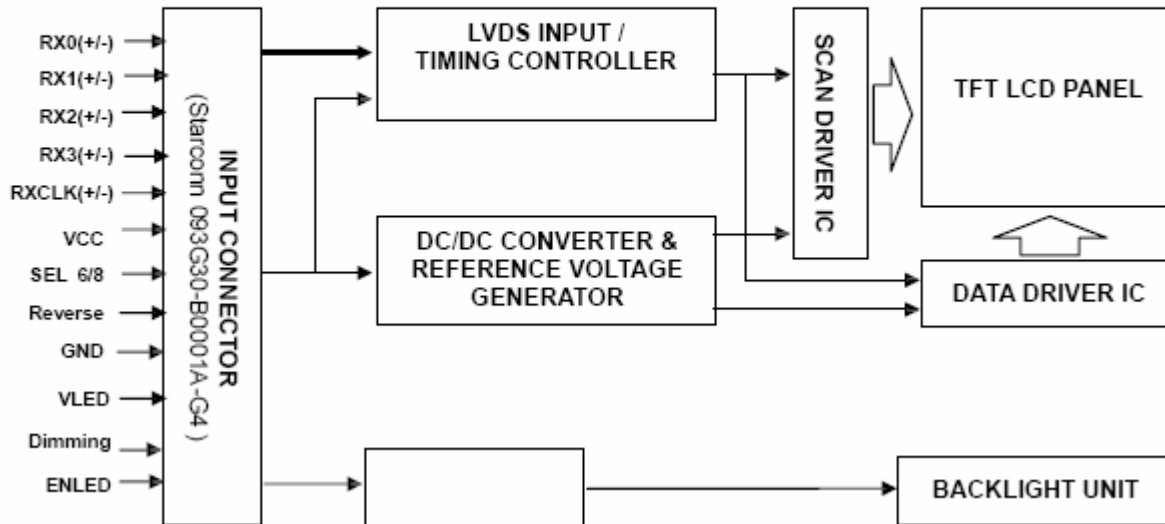 RX0(+/-)
RX1(+/-)
RX2(+/-)
RX3(+/-)
RXCLK(+/-)
VCC
SEL 6/8
Reverse
GND
VLED
Dimming
ENLED
INPUT CONNECTOR
(Starconn 093G30-B0001A-G4 )
LVDS INPUT /
TIMING CONTROLLER
DC/DC CONVERTER &
REFERENCE VOLTAGE
GENERATOR
SCAN DRIVER IC
TFT LCD PANEL
DATA DRIVER IC
BACKLIGHT UNIT